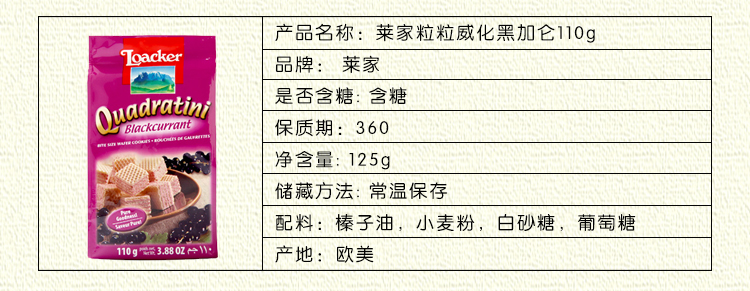 Loacker
Quadratini
Blackcurrant
BITE SIZE WAFER COOKIES • BOUCHÉES DE GAUFRETTES
Pure
Goodness!
Saveur Pure!
110 g
3.88 OZ
١١٠ جم
产品名称：莱家粒粒威化黑加仑110g
品牌： 莱家
是否含糖: 含糖
保质期：360
净含量: 125g
储藏方法: 常温保存
配料：榛子油，小麦粉，白砂糖，葡萄糖
产地：欧美